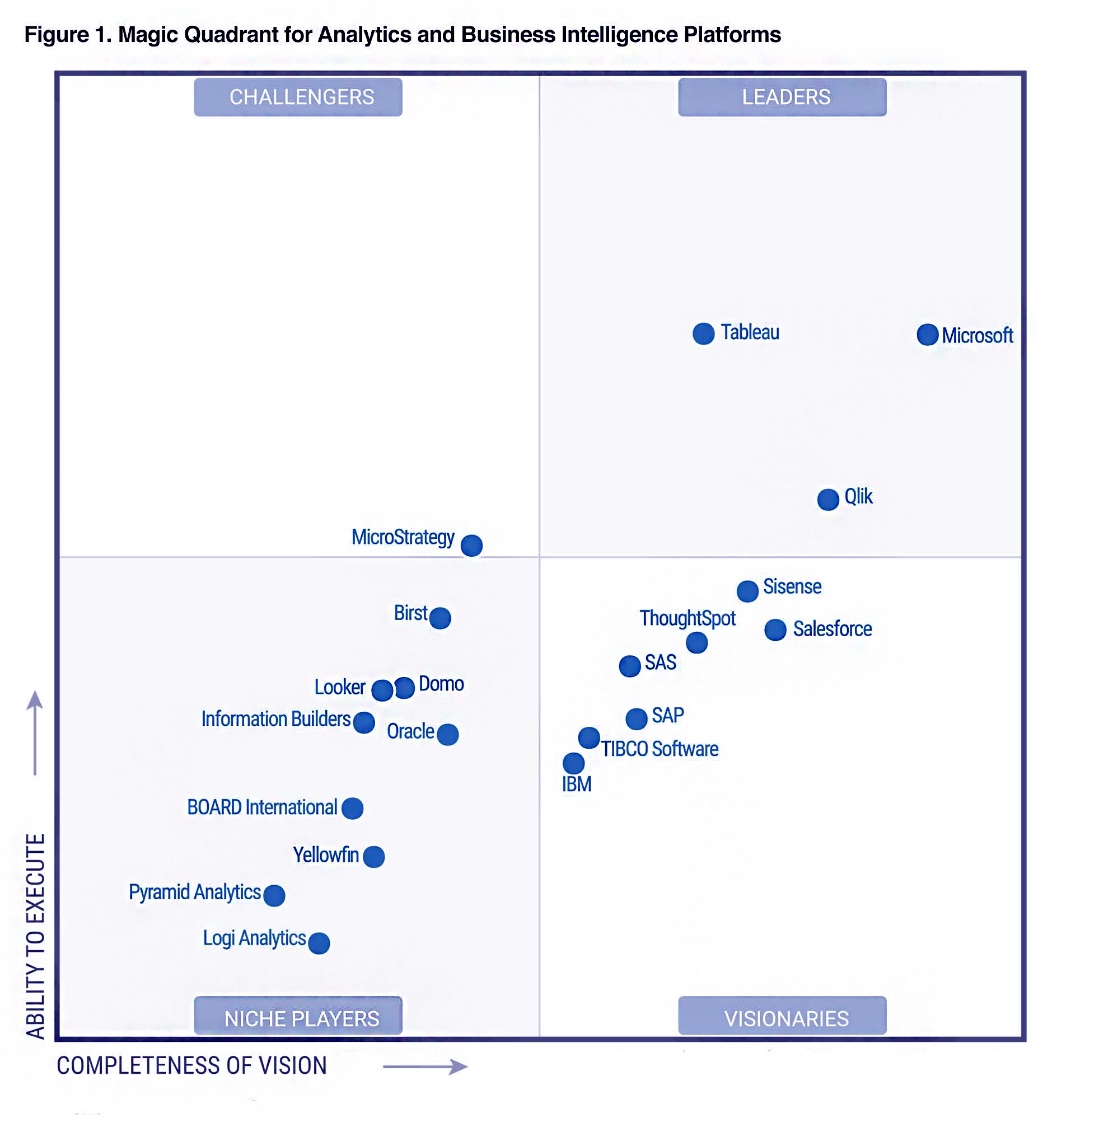 Figure 1. Magic Quadrant for Analytics and Business Intelligence Platforms
CHALLENGERS
LEADERS
Tableau
Microsoft
Qlik
MicroStrategy
Sisense
Birst
ThoughtSpot
Salesforce
SAS
Looker
Domo
Information Builders
Oracle
SAP
TIBCO Software
IBM
BOARD International
Yellowfin
Pyramid Analytics
Logi Analytics
NICHE PLAYERS
VISIONARIES
ABILITY TO EXECUTE
COMPLETENESS OF VISION